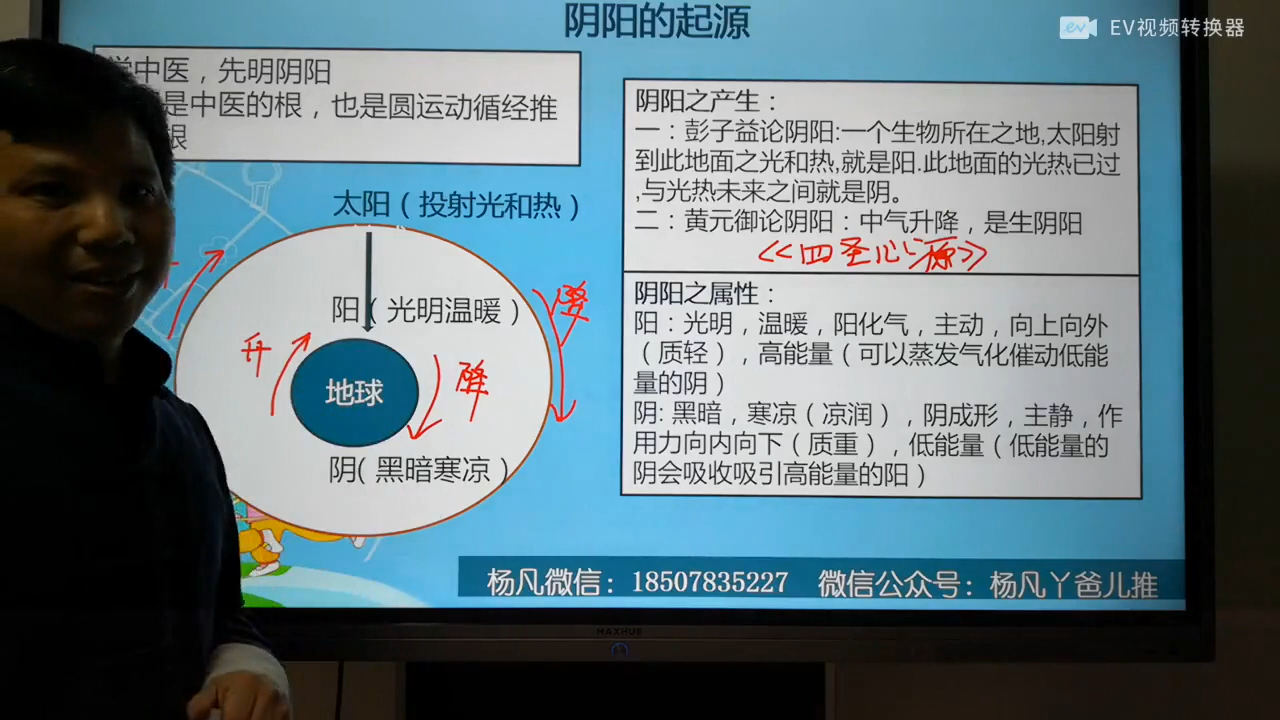 阴阳的起源
EV视频转换器
学中医，先明阴阳
是中医的根，也是圆运动循经推
根
太阳（投射光和热）
阳（光明温暖）
升
降
降
地球
阴(黑暗寒凉）
阴阳之产生：
一：彭子益论阴阳:一个生物所在之地,太阳射
到此地面之光和热,就是阳.此地面的光热已过
,与光热未来之间就是阴。
二：黄元御论阴阳：中气升降，是生阴阳
<<四圣心源>>
阴阳之属性：
阳：光明，温暖，阳化气，主动，向上向外
（质轻），高能量（可以蒸发气化催动低能
量的阴）
阴: 黑暗，寒凉（凉润），阴成形，主静，作
用力向内向下（质重），低能量（低能量的
阴会吸收吸引高能量的阳）
杨凡微信：18507835227 微信公众号：杨凡丫爸儿推
MAXHUB